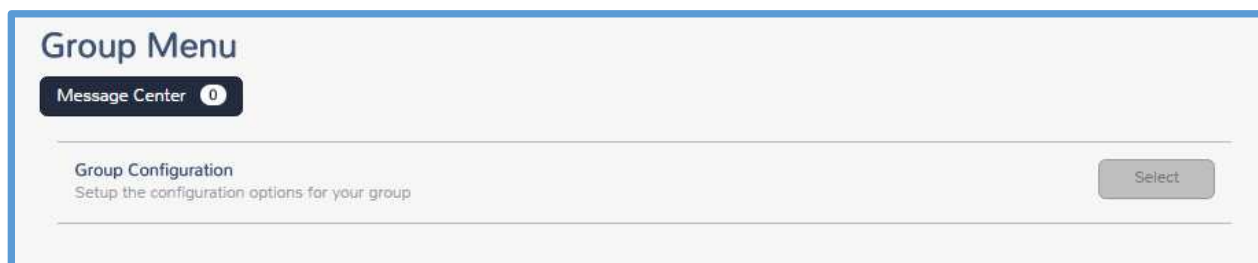 Group Menu
Message Center 0
Group Configuration
Setup the configuration options for your group
Select